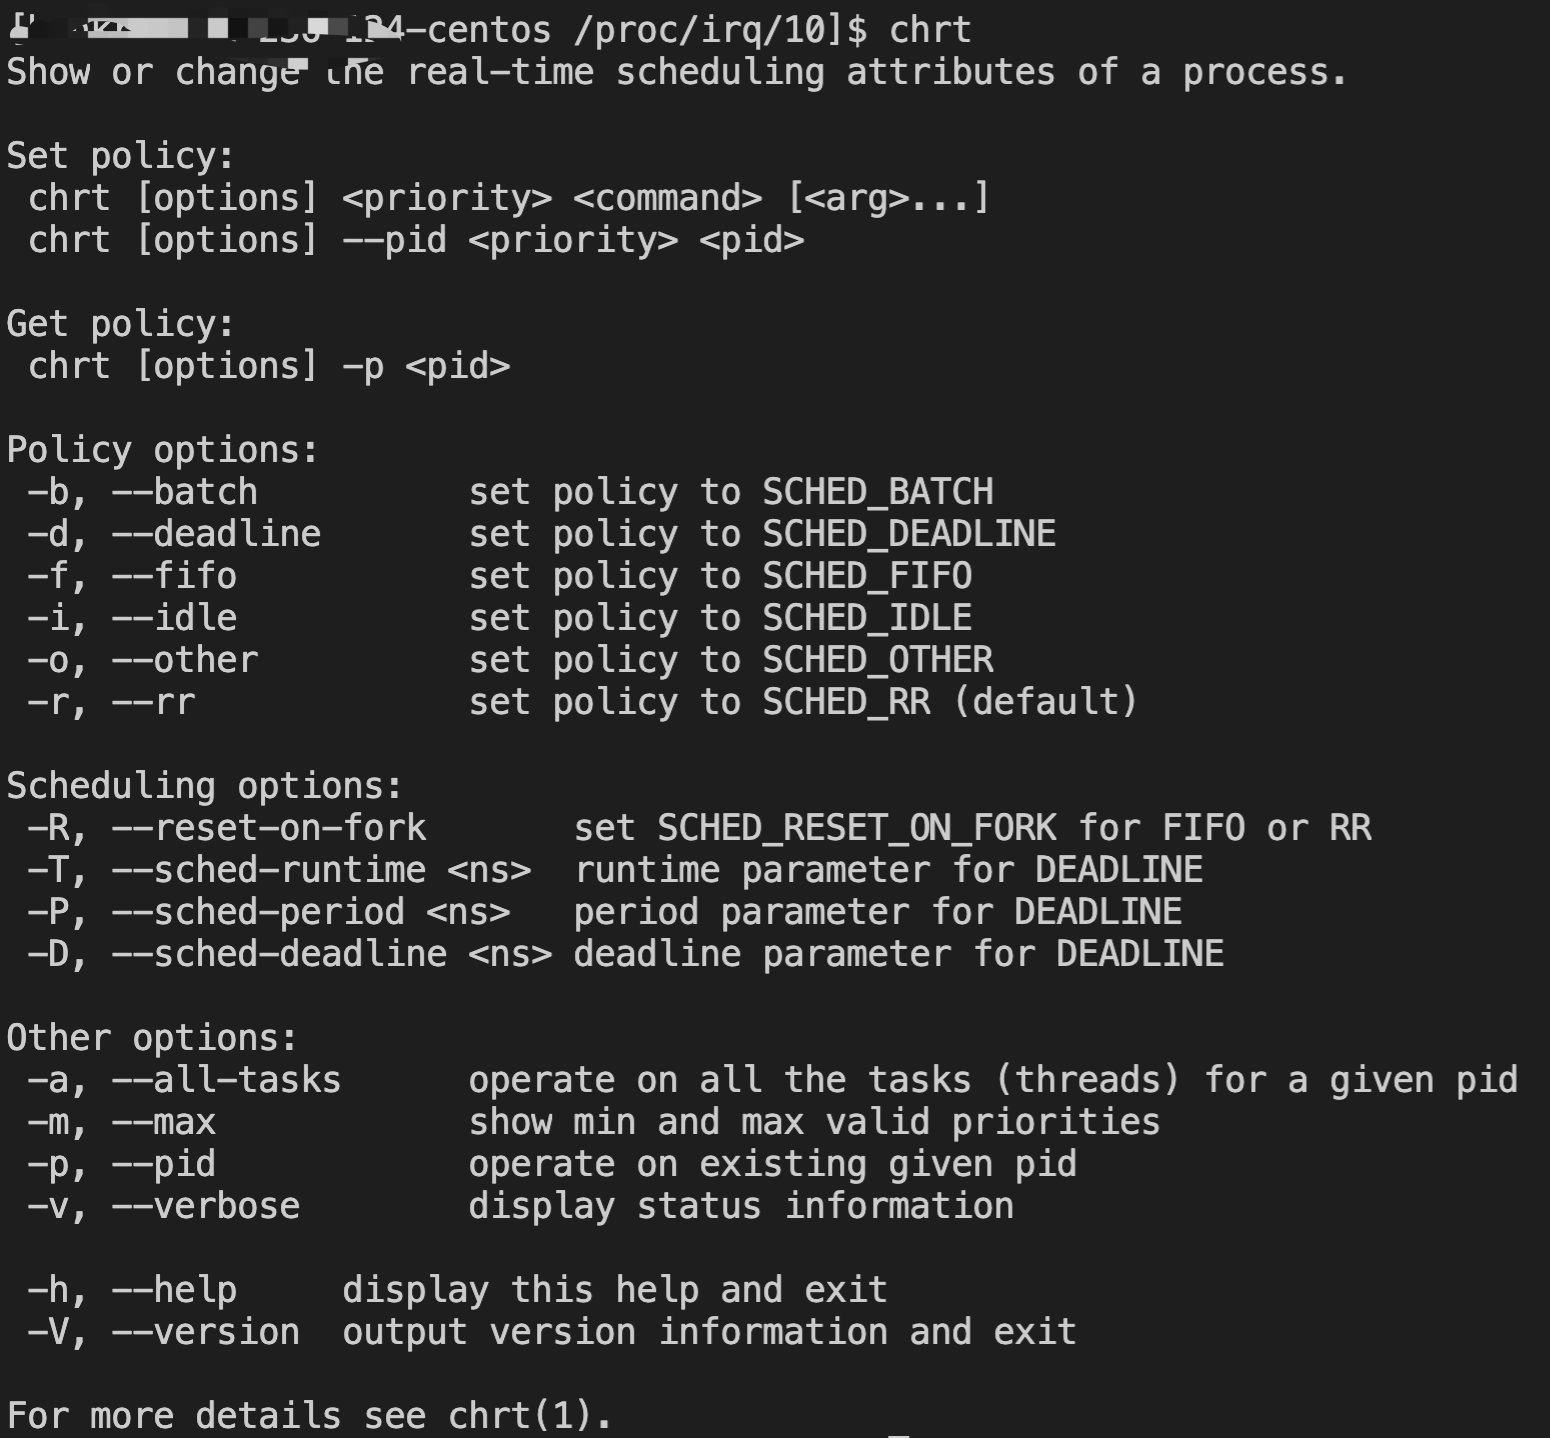 -centos /proc/irq/10]$ chrt
Show or change the real-time scheduling attributes of a process.
Set policy:
 chrt [options] <priority> <command> [<arg>...]
 chrt [options] --pid <priority> <pid>
Get policy:
 chrt [options] -p <pid>
Policy options:
 -b, --batch          set policy to SCHED_BATCH
 -d, --deadline       set policy to SCHED_DEADLINE
 -f, --fifo           set policy to SCHED_FIFO
 -i, --idle           set policy to SCHED_IDLE
 -o, --other          set policy to SCHED_OTHER
 -r, --rr             set policy to SCHED_RR (default)
Scheduling options:
 -R, --reset-on-fork       set SCHED_RESET_ON_FORK for FIFO or RR
 -T, --sched-runtime <ns>  runtime parameter for DEADLINE
 -P, --sched-period <ns>   period parameter for DEADLINE
 -D, --sched-deadline <ns> deadline parameter for DEADLINE
Other options:
 -a, --all-tasks      operate on all the tasks (threads) for a given pid
 -m, --max            show min and max valid priorities
 -p, --pid            operate on existing given pid
 -v, --verbose        display status information
 -h, --help     display this help and exit
 -V, --version  output version information and exit
For more details see chrt(1).